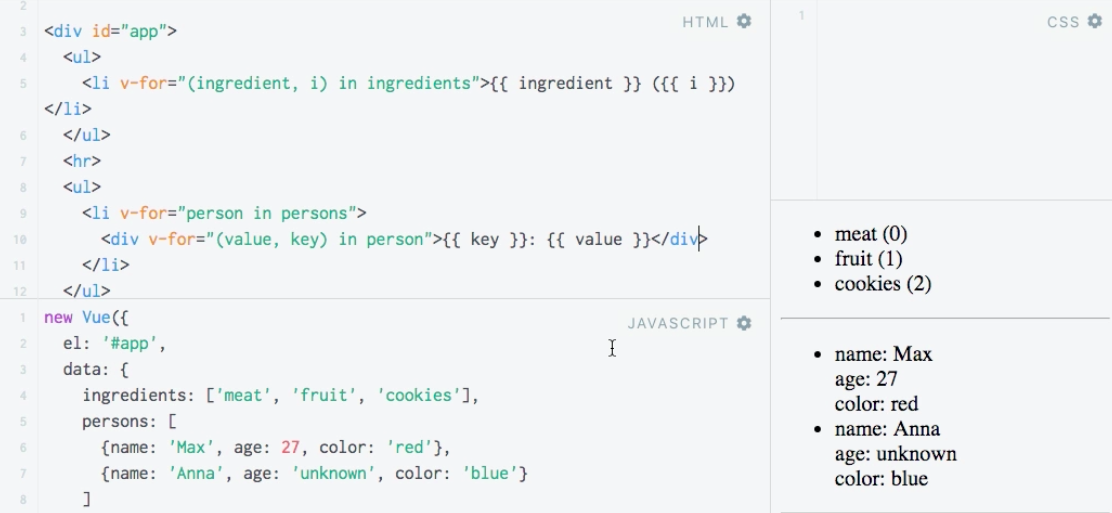 HTML
2
3 <div id="app">
4 <ul>
5 <li v-for="(ingredient, i) in ingredients">{{ ingredient }} ({{ i }})
</li>
6 </ul>
7 <hr>
8 <ul>
9 <li v-for="person in persons">
10 <div v-for="(value, key) in person">{{ key }}: {{ value }}</div>
11 </li>
12 </ul>
JAVASCRIPT
1 new Vue({
2 el: '#app',
3 data: {
4 ingredients: ['meat', 'fruit', 'cookies'],
5 persons: [
6 {name: 'Max', age: 27, color: 'red'},
7 {name: 'Anna', age: 'unknown', color: 'blue'}
8 ]
CSS
1
• meat (0)
• fruit (1)
• cookies (2)
• name: Max
age: 27
color: red
• name: Anna
age: unknown
color: blue